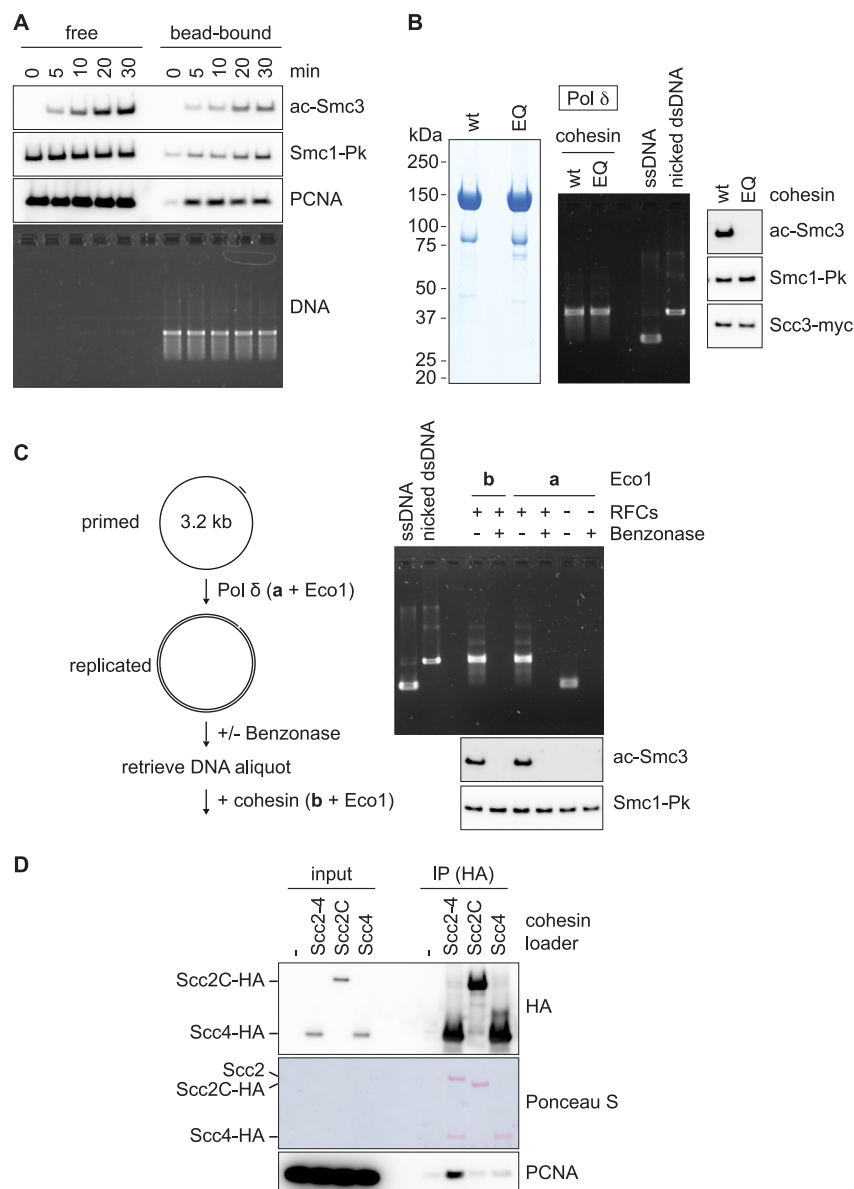 A
free bead-bound
0 5 10 20 30 0 5 10 20 30 min
ac-Smc3
Smc1-Pk
PCNA
DNA
B
wt EQ
kDa
250
150
100
75
50
37
25
20
Pol δ
cohesin
wt EQ ssDNA nicked dsDNA
wt EQ cohesin
ac-Smc3
Smc1-Pk
Scc3-myc
C
primed
3.2 kb
Pol δ (a + Eco1)
replicated
+/- Benzonase
retrieve DNA aliquot
+ cohesin (b + Eco1)
ssDNA nicked dsDNA
b a Eco1
+ + + + - - RFCs
- + - + - + Benzonase
ac-Smc3
Smc1-Pk
D
input IP (HA)
- Scc2-4 Scc2C Scc4 - Scc2-4 Scc2C Scc4 cohesin loader
Scc2C-HA
Scc4-HA
HA
Scc2
Scc2C-HA
Scc4-HA
Ponceau S
PCNA